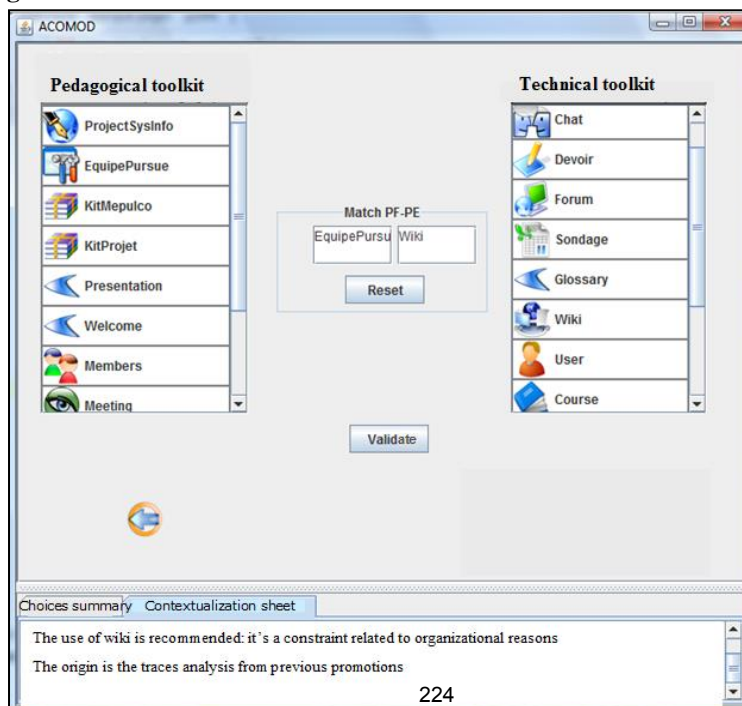 ACOMOD
Pedagogical toolkit
ProjectSysInfo
EquipePursue
KitMepulco
KitProjet
Presentation
Welcome
Members
Meeting
Match PF-PE
EquipePursu Wiki
Reset
Validate
Technical toolkit
Chat
Devoir
Forum
Sondage
Glossary
Wiki
User
Course
Choices summary Contextualization sheet
The use of wiki is recommended: it's a constraint related to organizational reasons
The origin is the traces analysis from previous promotions
224